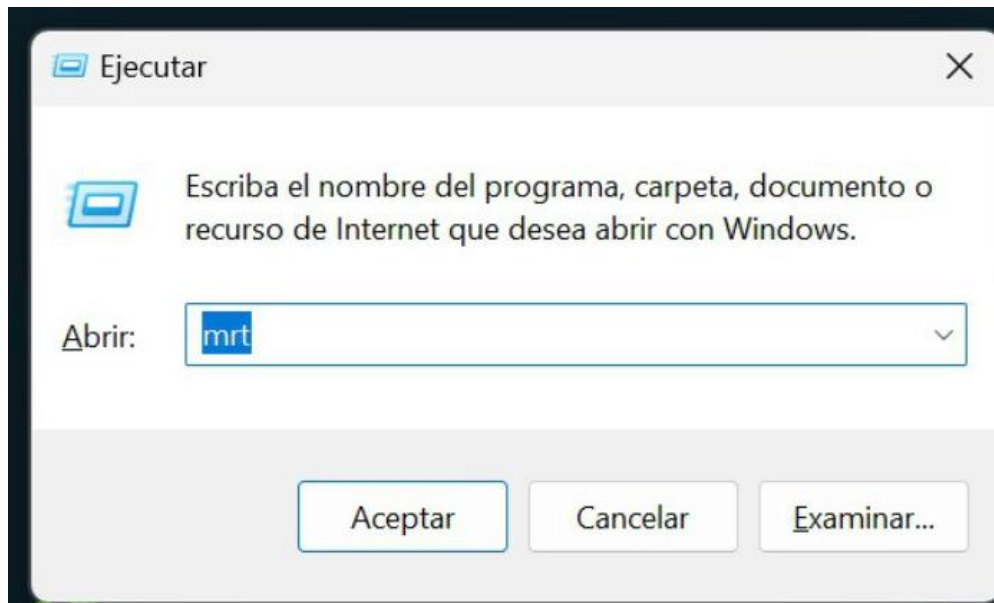 Ejecutar
Escriba el nombre del programa, carpeta, documento o
recurso de Internet que desea abrir con Windows.
Abrir:
mrt
Aceptar
Cancelar
Examinar...